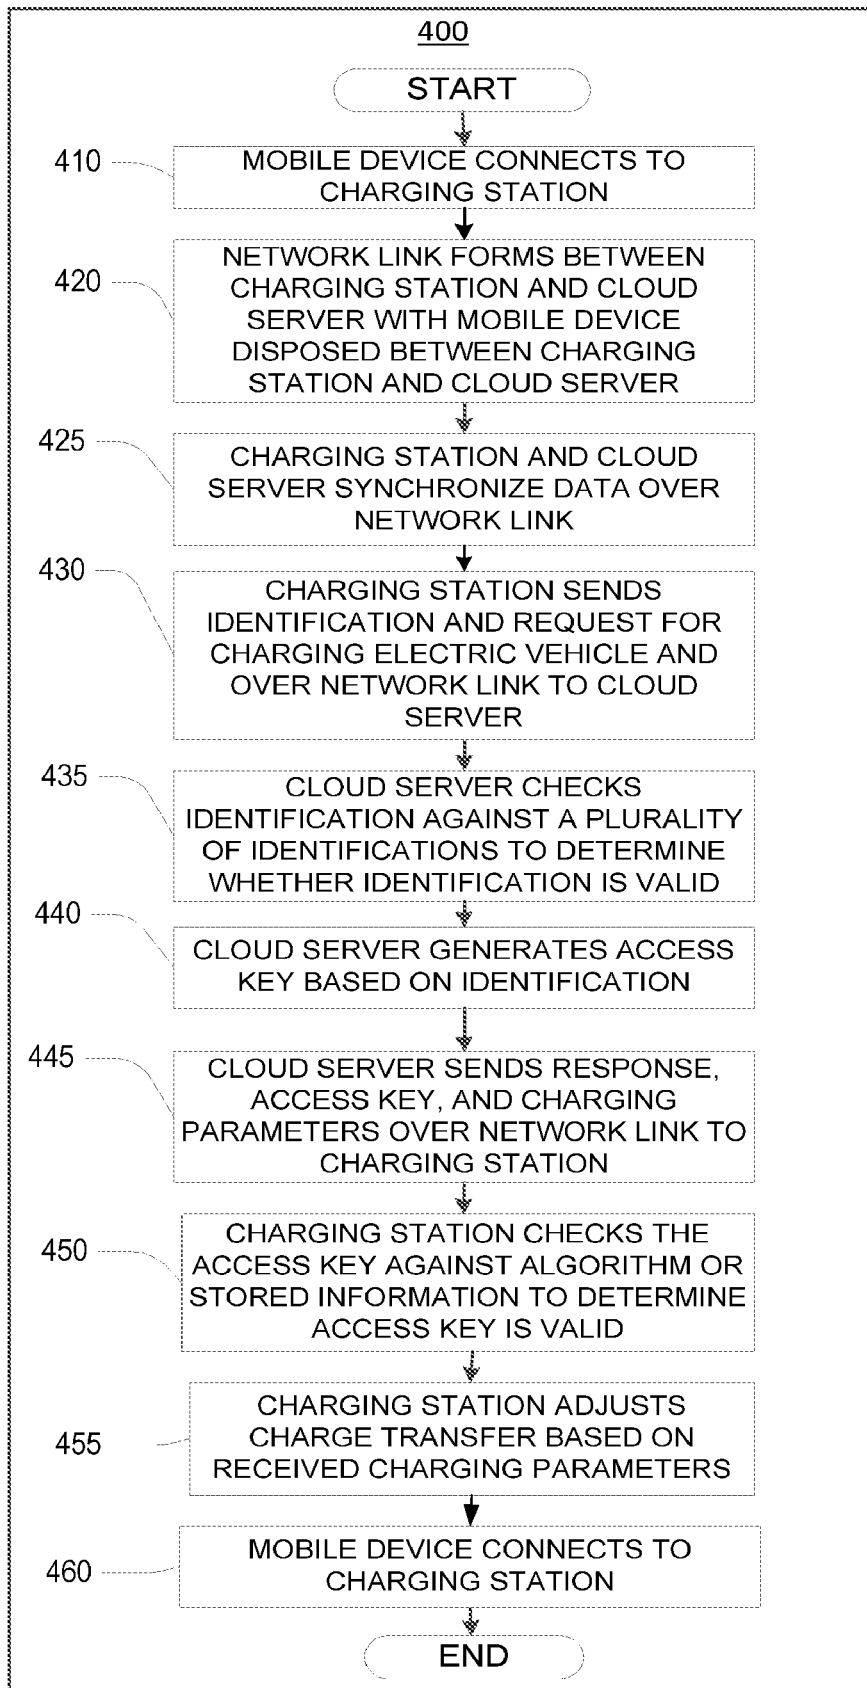 400
START
410
MOBILE DEVICE CONNECTS TO
CHARGING STATION
420
NETWORK LINK FORMS BETWEEN
CHARGING STATION AND CLOUD
SERVER WITH MOBILE DEVICE
DISPOSED BETWEEN CHARGING
STATION AND CLOUD SERVER
425
CHARGING STATION AND CLOUD
SERVER SYNCHRONIZE DATA OVER
NETWORK LINK
430
CHARGING STATION SENDS
IDENTIFICATION AND REQUEST FOR
CHARGING ELECTRIC VEHICLE AND
OVER NETWORK LINK TO CLOUD
SERVER
435
CLOUD SERVER CHECKS
IDENTIFICATION AGAINST A PLURALITY
OF IDENTIFICATIONS TO DETERMINE
WHETHER IDENTIFICATION IS VALID
440
CLOUD SERVER GENERATES ACCESS
KEY BASED ON IDENTIFICATION
445
CLOUD SERVER SENDS RESPONSE,
ACCESS KEY, AND CHARGING
PARAMETERS OVER NETWORK LINK TO
CHARGING STATION
450
CHARGING STATION CHECKS THE
ACCESS KEY AGAINST ALGORITHM OR
STORED INFORMATION TO DETERMINE
ACCESS KEY IS VALID
455
CHARGING STATION ADJUSTS
CHARGE TRANSFER BASED ON
RECEIVED CHARGING PARAMETERS
460
MOBILE DEVICE CONNECTS TO
CHARGING STATION
END